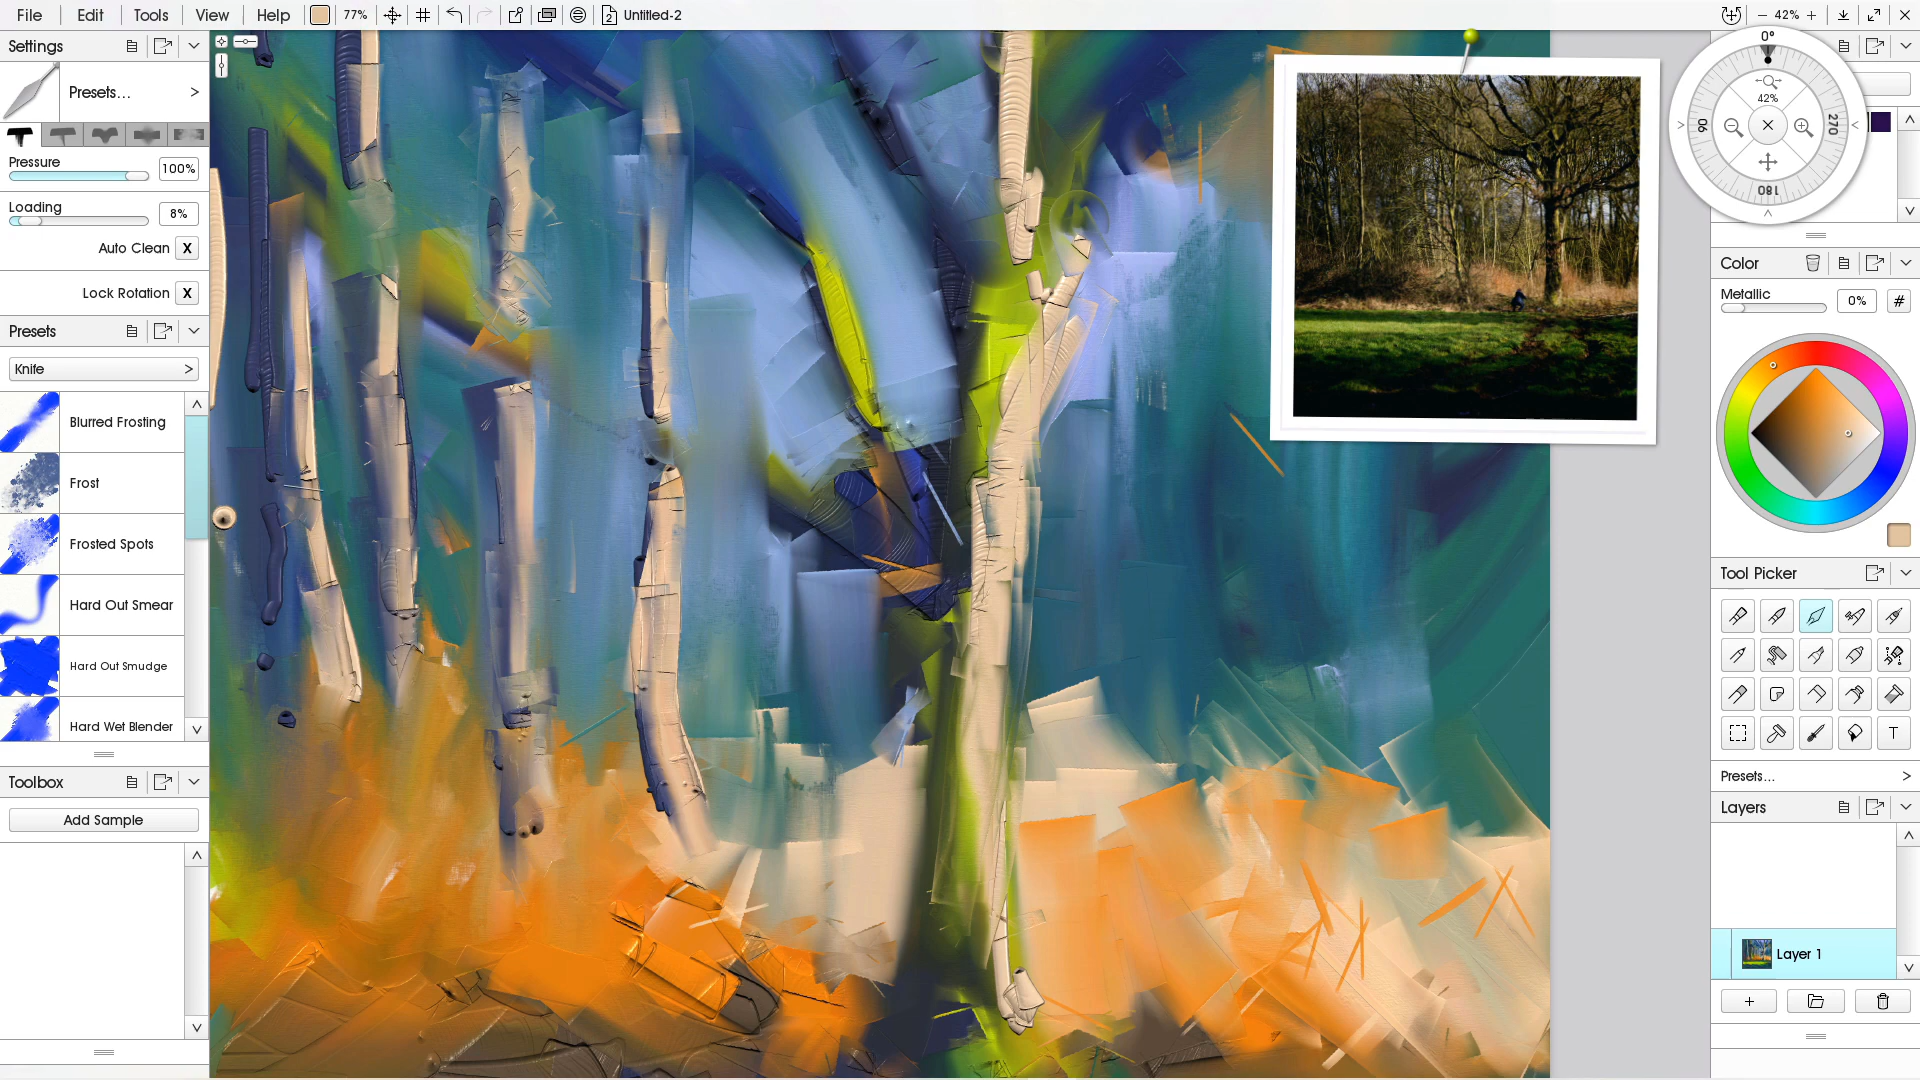 File Edit Tools View Help 77% 2 Untitled-2 42%
Settings
Presets...
Pressure
100%
Loading
8%
Auto Clean X
Lock Rotation X
Presets
Knife
Blurred Frosting
Frost
Frosted Spots
Hard Out Smear
Hard Out Smudge
Hard Wet Blender
Toolbox
Add Sample
0°
42%
90
270
180
Color
Metallic
0% #
Tool Picker
T
Presets...
Layers
Layer 1